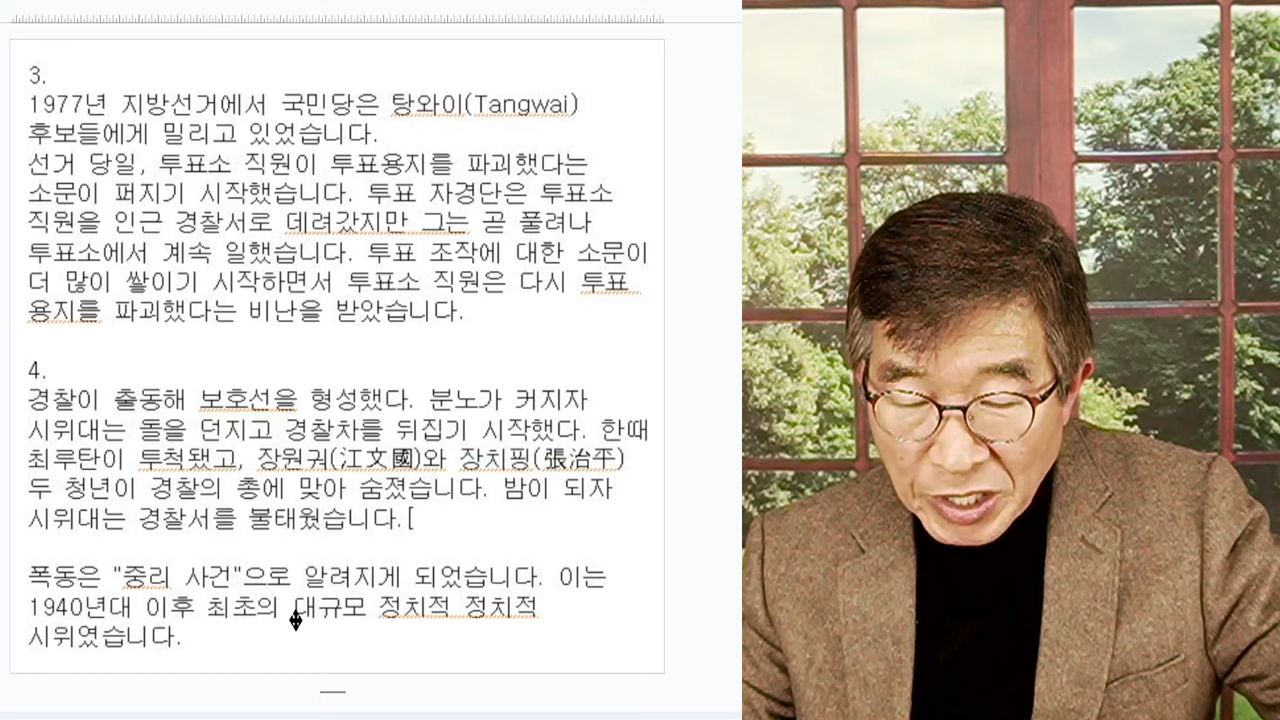 3.
1977년 지방선거에서 국민당은 탕와이(Tangwai)
후보들에게 밀리고 있었습니다.
선거 당일, 투표소 직원이 투표용지를 파괴했다는
소문이 퍼지기 시작했습니다. 투표 자경단은 투표소
직원을 인근 경찰서로 데려갔지만 그는 곧 풀려나
투표소에서 계속 일했습니다. 투표 조작에 대한 소문이
더 많이 쌓이기 시작하면서 투표소 직원은 다시 투표
용지를 파괴했다는 비난을 받았습니다.
4.
경찰이 출동해 보호선을 형성했다. 분노가 커지자
시위대는 돌을 던지고 경찰차를 뒤집기 시작했다. 한때
최루탄이 투척됐고, 장원궈(江文國)와 장치핑(張治平)
두 청년이 경찰의 총에 맞아 숨졌습니다. 밤이 되자
시위대는 경찰서를 불태웠습니다.[
폭동은 "중리 사건"으로 알려지게 되었습니다. 이는
1940년대 이후 최초의 대규모 정치적 정치적
시위였습니다.